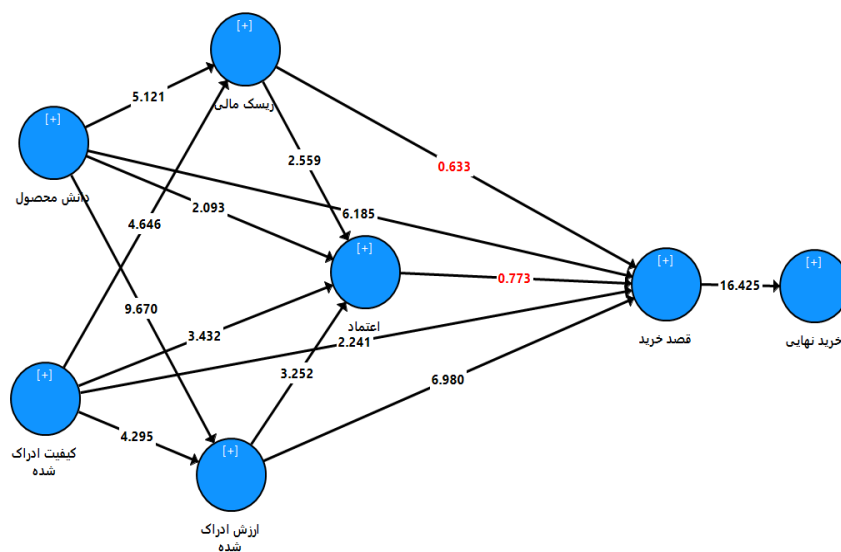 [+]
ریسک مالی
[+]
دانش محصول
5.121
2.559
0.633
4.646
2.093
6.185
[+]
اعتماد
0.773
[+]
قصد خرید
16.425
[+]
خرید نهایی
9.670
3.432
2.241
3.252
6.980
[+]
کیفیت ادراک
شده
4.295
[+]
ارزش ادراک
شده